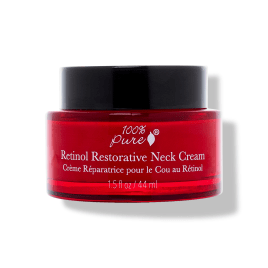 100%
pure
Retinol Restorative Neck Cream
Crème Réparatrice pour le Cou au Rétinol
1.5 fl oz / 44 ml